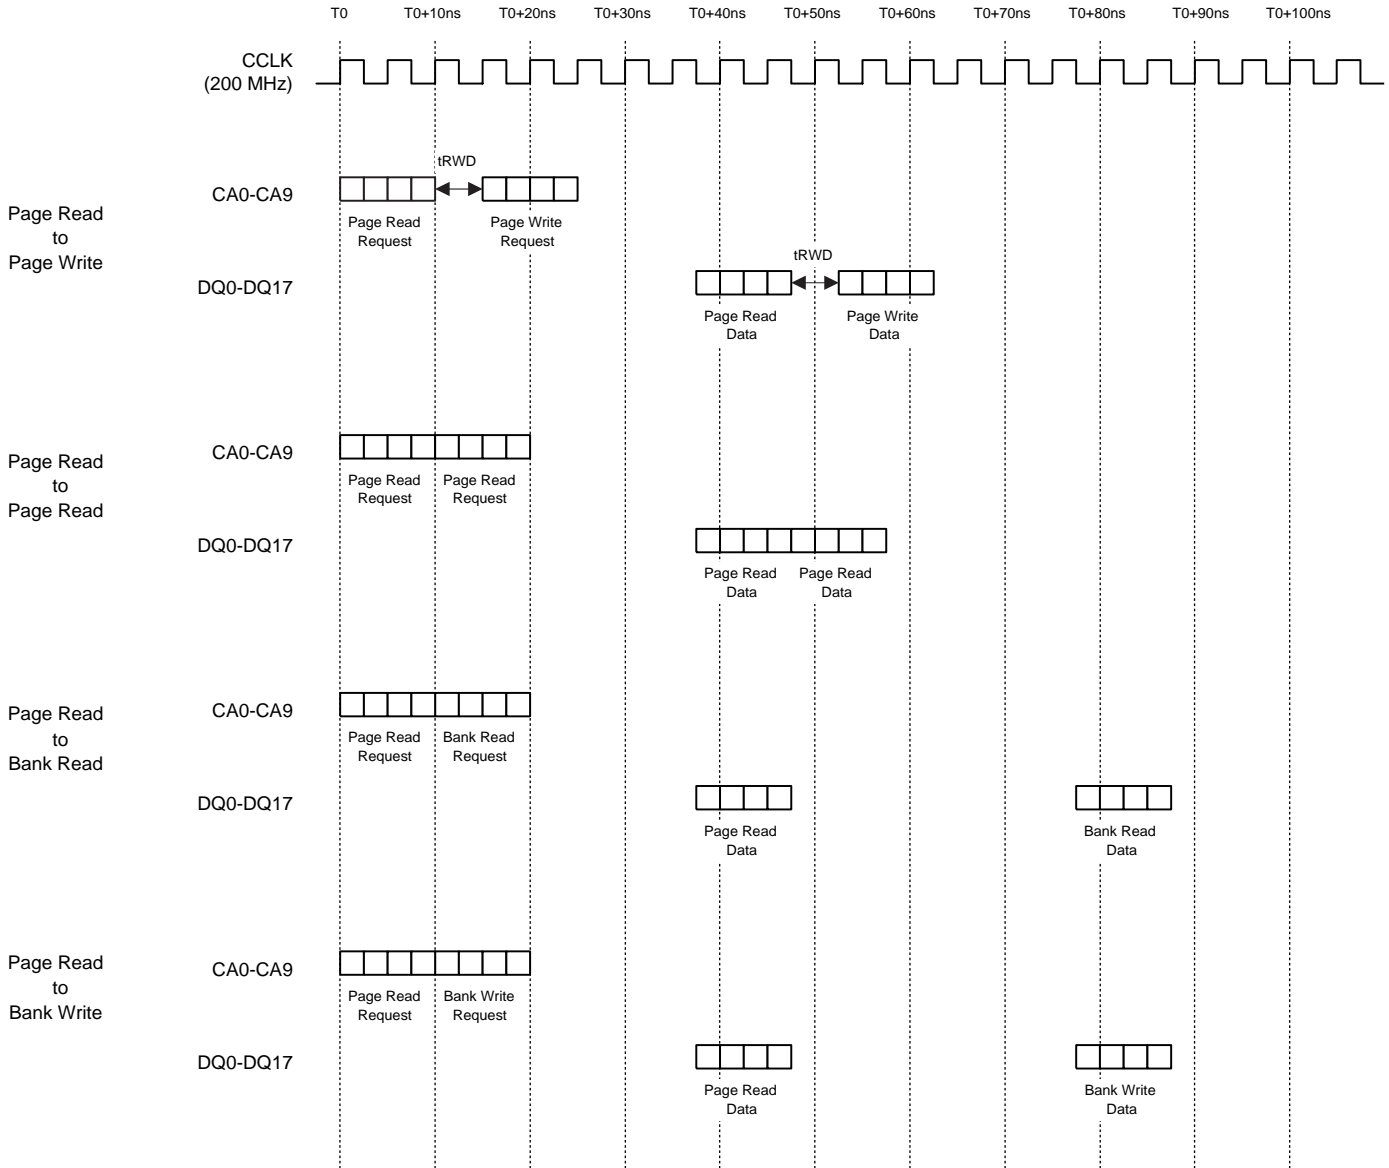 T0 T0+10ns T0+20ns T0+30ns T0+40ns T0+50ns T0+60ns T0+70ns T0+80ns T0+90ns T0+100ns
CCLK
(200 MHz)
Page Read
to
Page Write
CA0-CA9
tRWD
Page Read
Request
Page Write
Request
DQ0-DQ17
tRWD
Page Read
Data
Page Write
Data
Page Read
to
Page Read
CA0-CA9
Page Read
Request
Page Read
Request
DQ0-DQ17
Page Read
Data
Page Read
Data
Page Read
to
Bank Read
CA0-CA9
Page Read
Request
Bank Read
Request
DQ0-DQ17
Page Read
Data
Bank Read
Data
Page Read
to
Bank Write
CA0-CA9
Page Read
Request
Bank Write
Request
DQ0-DQ17
Page Read
Data
Bank Write
Data